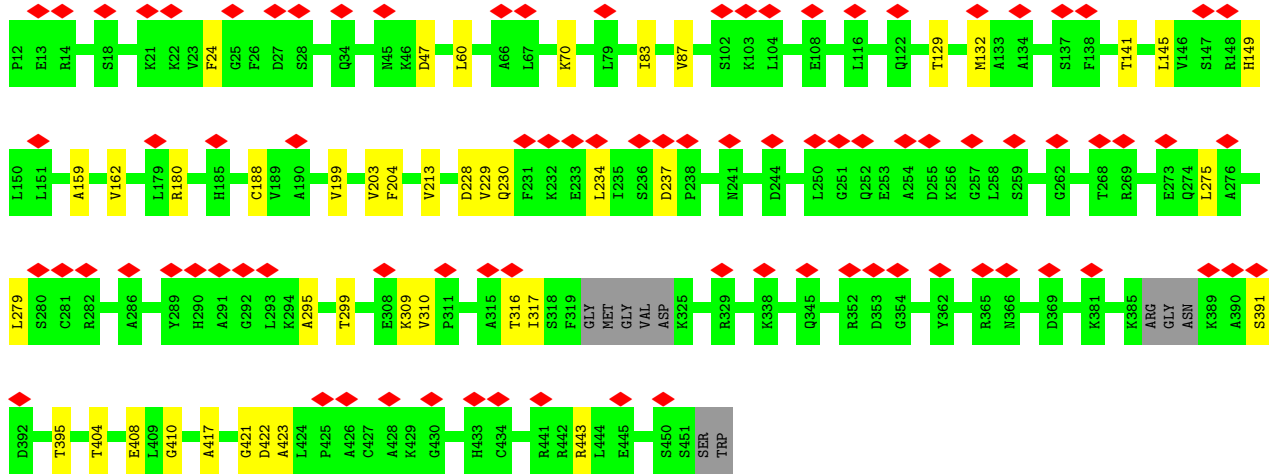 P12 E13 R14 S18 K21 K22 V23 F24 G25 F26 D27 S28 Q34 N45 K46 D47 L60 A66 L67 K70 L79 I83 V87 S102 K103 L104 E108 L116 Q122 T129 M132 A133 A134 S137 F138 T141 L145 V146 S147 R148 H149
L150 L151 A159 V162 L179 R180 H185 C188 V189 A190 V199 V203 F204 V213 D228 V229 Q230 F231 K232 E233 L234 I235 S236 D237 P238 N241 D244 L250 G251 Q252 E253 A254 D255 K256 G257 L258 S259 G262 T268 R269 E273 Q274 L275 A276
L279 S280 C281 R282 A286 Y289 H290 A291 G292 L293 K294 A295 T299 E308 K309 V310 P311 A315 T316 I317 S318 F319 GLY MET GLY VAL ASP K325 R329 K338 Q345 R352 D353 G354 Y362 R365 N366 D369 K381 K385 ARG GLY ASN K389 A390 S391
D392 T395 T404 E408 L409 G410 A417 G421 D422 A423 L424 P425 A426 C427 A428 K429 G430 H433 C434 R441 R442 R443 L444 E445 S450 S451 SER TRP